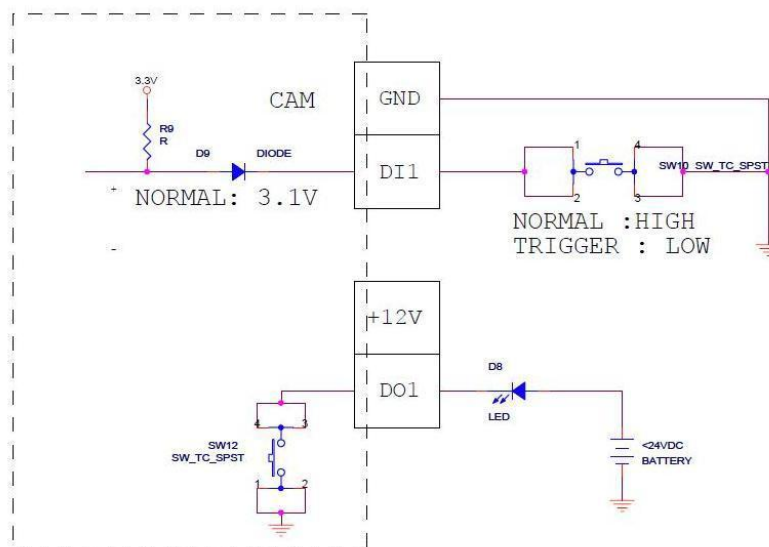 3.3V
CAM
GND
R9
R
D9
DIODE
DI1
1
4
SW10
SW_TC_SPST
2
3
+
NORMAL: 3.1V
-
NORMAL :HIGH
TRIGGER : LOW
+12V
D8
DO1
LED
4
3
SW12
SW_TC_SPST
<24VDC
BATTERY
1
2